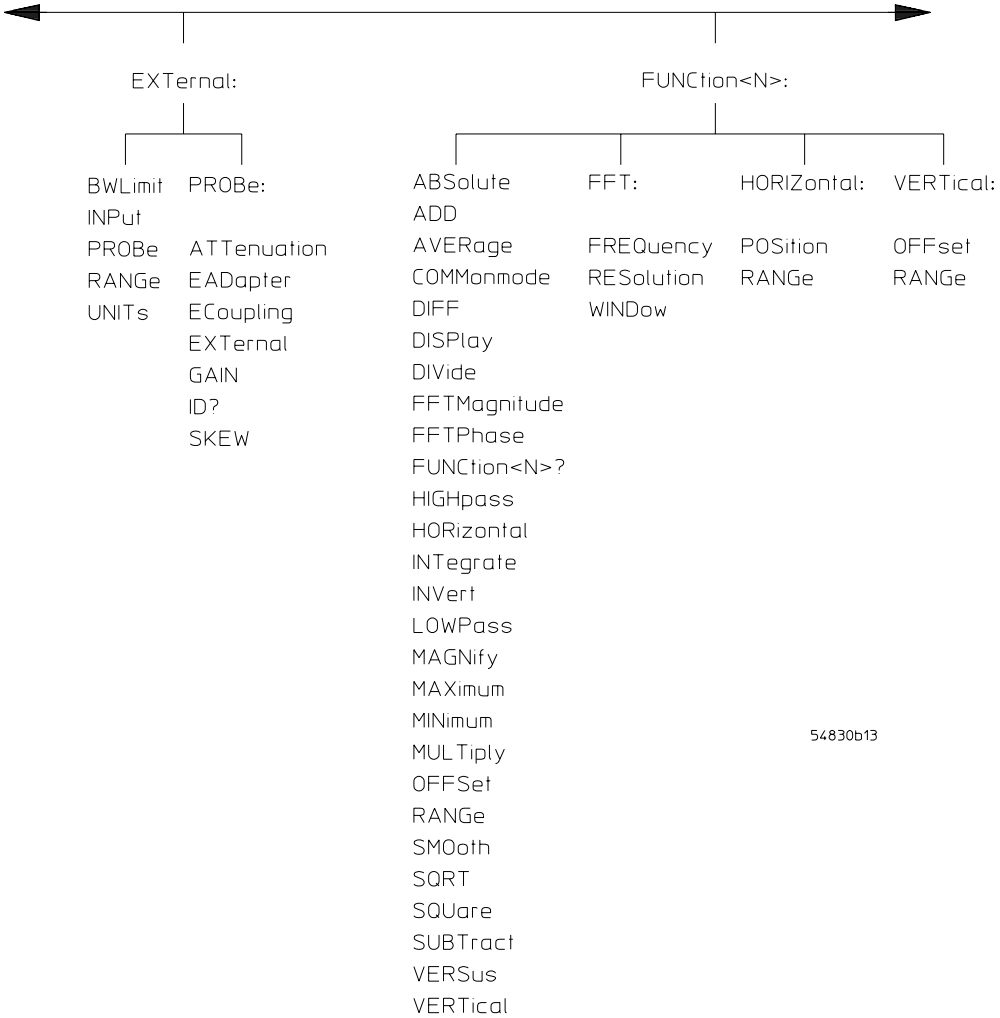 EXTernal:
BWLimit
INPut
PROBe
RANGe
UNITs
PROBe:
ATTenuation
EADapter
ECoupling
EXTernal
GAIN
ID?
SKEW
FUNCtion<N>:
ABSolute
ADD
AVERage
COMMonmode
DIFF
DISPlay
DIVide
FFTMagnitude
FFTPhase
FUNCtion<N>?
HIGHpass
HORizontal
INTegrate
INVert
LOWPass
MAGNify
MAXimum
MINimum
MULTiply
OFFSet
RANGe
SMOoth
SQRT
SQUare
SUBTract
VERSus
VERTical
FFT:
FREQuency
RESolution
WINDow
HORIZontal:
POSition
RANGe
VERTical:
OFFset
RANGe
54830b13